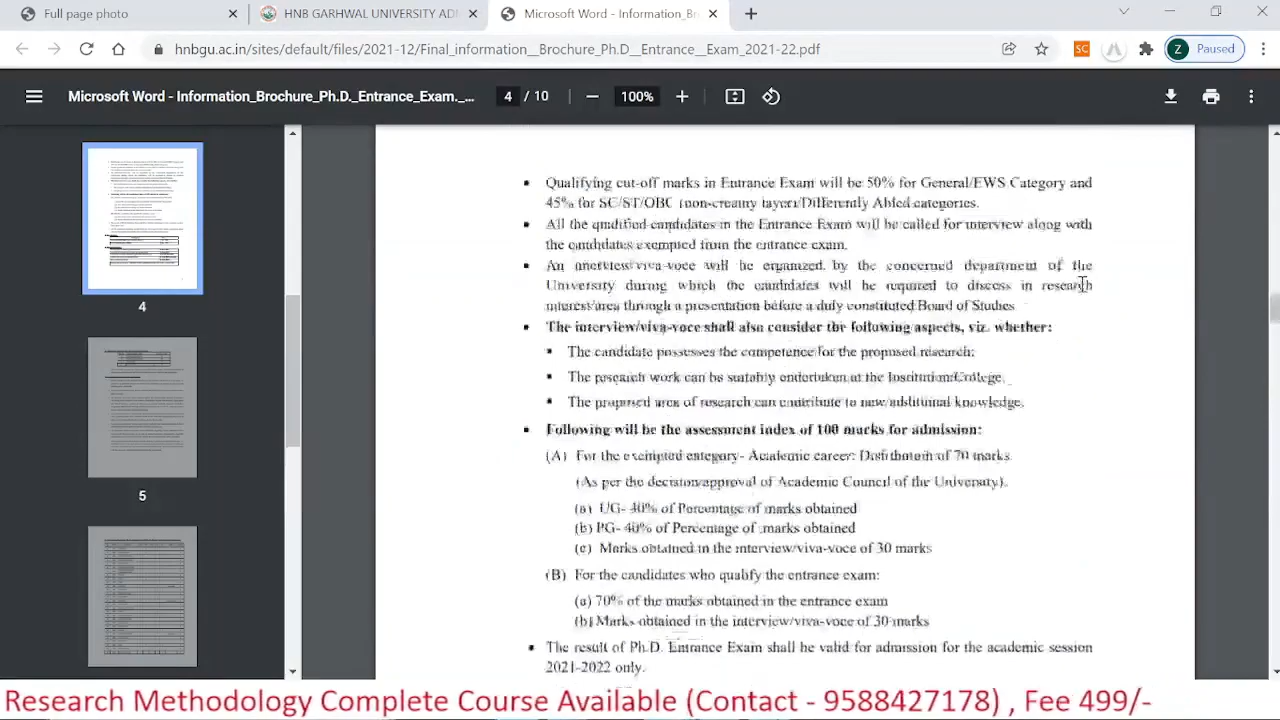 Full page photo
HNB GARHWAL UNIVERSITY AD
Microsoft Word - Information_Br
hnbgu.ac.in/sites/default/files/2021-12/Final_information__Brochure_Ph.D__Entrance__Exam_2021-22.pdf
SC
Z Paused
Microsoft Word - Information_Brochure_Ph.D._Entrance_Exam._...
4 / 10
100%
• Qualifying cut-off marks in Entrance Exam will be 50% for General/EWS Category and
45% for SC/ST/OBC (non-creamy layer)/Differently Abled categories.
• All the qualified candidates in the Entrance Exam will be called for interview along with
the candidates exempted from the entrance exam.
• An interview/viva-voce will be organized by the concerned department of the
University during which the candidates will be required to discuss in research
interest/area through a presentation before a duly constituted Board of Studies
• The interview/viva-voce shall also consider the following aspects, viz. whether:
• The candidate possesses the competence for the proposed research;
• The research work can be suitably undertaken at the Institution/College
• The proposed area of research can contribute to new/additional knowledge.
• Following will be the assessment index of 100 marks for admission:
(A) For the exempted category- Academic career: Distribution of 70 marks
(As per the decision/approval of Academic Council of the University).
(a) UG- 30% of Percentage of marks obtained
(b) PG- 40% of Percentage of marks obtained
(c) Marks obtained in the interview/viva-voce of 30 marks
(B) For the candidates who qualify the entrance exam:
(a) 70% of the marks obtained in the entrance exam
(b) Marks obtained in the interview/viva-voce of 30 marks
• The result of Ph.D. Entrance Exam shall be valid for admission for the academic session
2021-2022 only.
4
5
Research Methodology Complete Course Available (Contact - 9588427178) , Fee 499/-